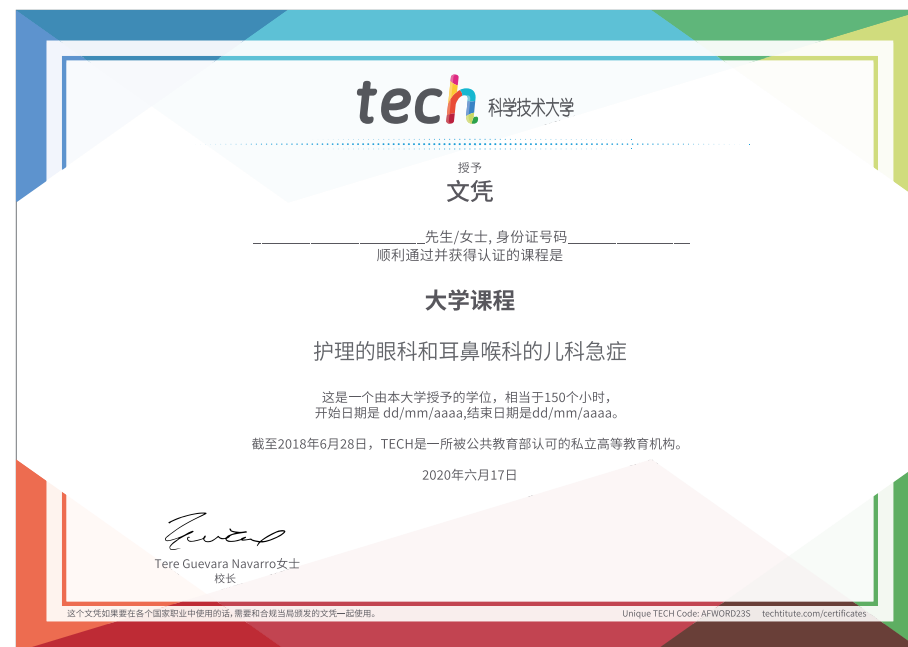 tech 科学技术大学
授予
文凭
_____________________先生/女士, 身份证号码_______________
顺利通过并获得认证的课程是
大学课程
护理的眼科和耳鼻喉科的儿科急症
这是一个由本大学授予的学位，相当于150个小时，
开始日期是 dd/mm/aaaa,结束日期是dd/mm/aaaa。
截至2018年6月28日，TECH是一所被公共教育部认可的私立高等教育机构。
2020年六月17日
Tere Guevara Navarro女士
校长
这个文凭如果要在各个国家职业中使用的话,需要和合规当局颁发的文凭一起使用。
Unique TECH Code: AFWORD23S techtitute.com/certificates